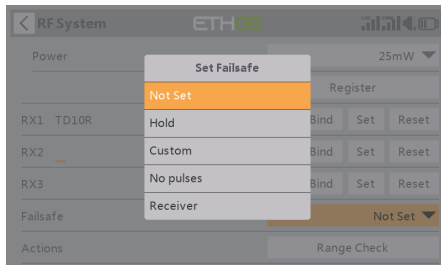 RF System
ETHOS
Power
25mW
Set Failsafe
Not Set
Register
Hold
RX1 TD10R
Bind
Set
Reset
Custom
RX2
Bind
Set
Reset
No pulses
RX3
Bind
Set
Reset
Receiver
Failsafe
Not Set
Actions
Range Check